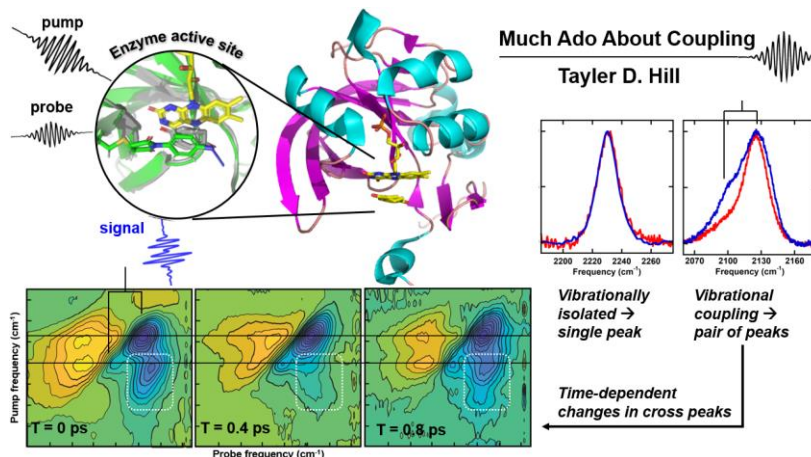 pump
probe
Enzyme active site
signal
Much Ado About Coupling
Tayler D. Hill
2200 2220 2240 2260
Frequency (cm-1)
2070 2100 2130 2160
Frequency (cm-1)
Vibrationally
isolated →
single peak
Vibrational
coupling →
pair of peaks
Time-dependent
changes in cross peaks
Pump frequency (cm-1)
T = 0 ps
T = 0.4 ps
T = 0.8 ps
Probe frequency (cm-1)